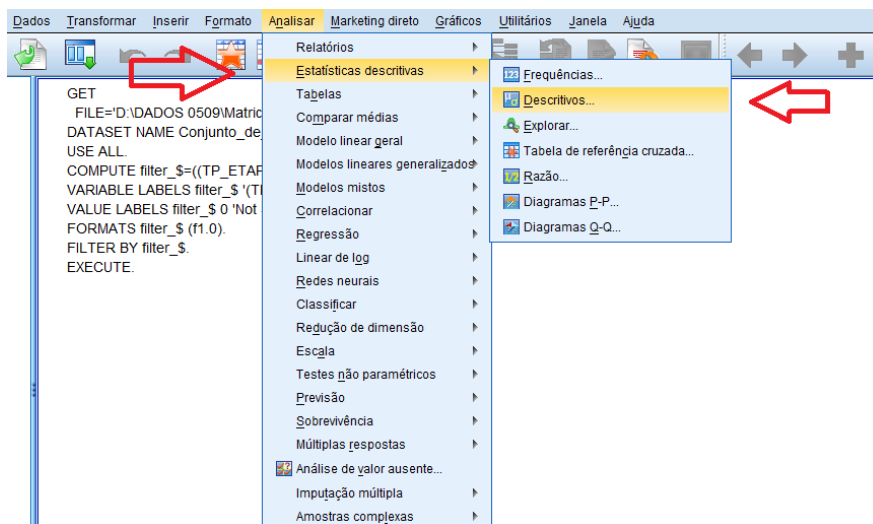 Dados Transformar Inserir Formato Analisar Marketing direto Gráficos Utilitários Janela Ajuda
GET
FILE='D:\DADOS 0509\Matric
DATASET NAME Conjunto_de_
USE ALL.
COMPUTE filter_$=((TP_ETAP
VARIABLE LABELS filter_$ '(TI
VALUE LABELS filter_$ 0 'Not
FORMATS filter_$ (f1.0).
FILTER BY filter_$.
EXECUTE.
Relatórios
Estatísticas descritivas
Tabelas
Comparar médias
Modelo linear geral
Modelos lineares generalizados
Modelos mistos
Correlacionar
Regressão
Linear de log
Redes neurais
Classificar
Redução de dimensão
Escala
Testes não paramétricos
Previsão
Sobrevivência
Múltiplas respostas
Análise de valor ausente...
Imputação múltipla
Amostras complexas
123 Frequências...
Descritivos...
Explorar...
Tabela de referência cruzada...
1/2 Razão...
Diagramas P-P...
Diagramas Q-Q...